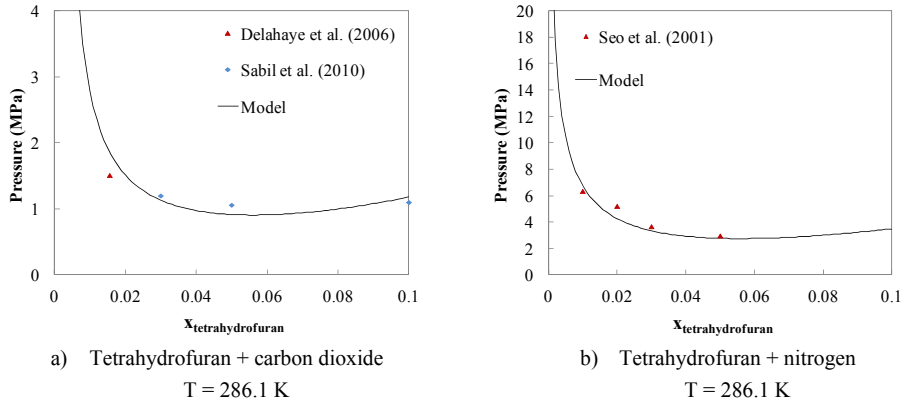 4
3
2
1
0
Pressure (MPa)
Delahaye et al. (2006)
Sabil et al. (2010)
Model
0
0.02
0.04
0.06
0.08
0.1
x_tetrahydrofuran
a) Tetrahydrofuran + carbon dioxide
T = 286.1 K
20
18
16
14
12
10
8
6
4
2
0
Pressure (MPa)
Seo et al. (2001)
Model
0
0.02
0.04
0.06
0.08
0.1
x_tetrahydrofuran
b) Tetrahydrofuran + nitrogen
T = 286.1 K